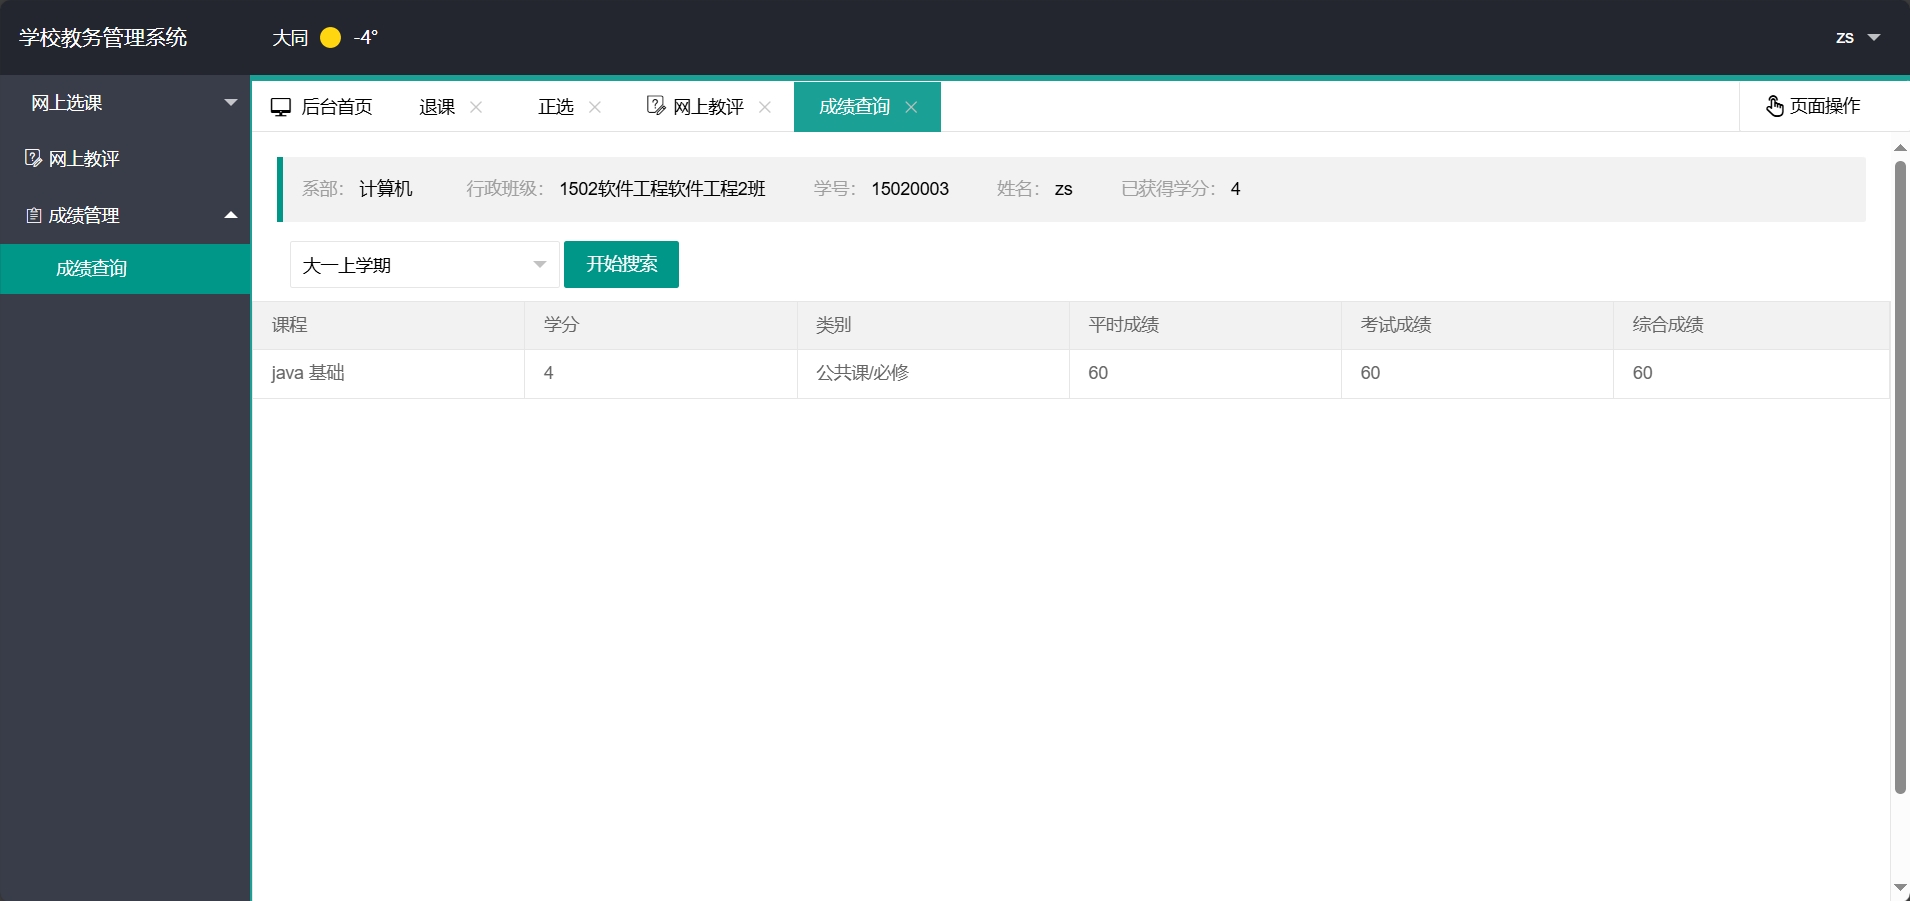 学校教务管理系统 大同 -4° zs
网上选课
网上教评
成绩管理
成绩查询
后台首页 退课 正选 网上教评 成绩查询 页面操作
系部： 计算机 行政班级： 1502软件工程软件工程2班 学号： 15020003 姓名： zs 已获得学分： 4
大一上学期 开始搜索
课程 学分 类别 平时成绩 考试成绩 综合成绩
java 基础 4 公共课/必修 60 60 60